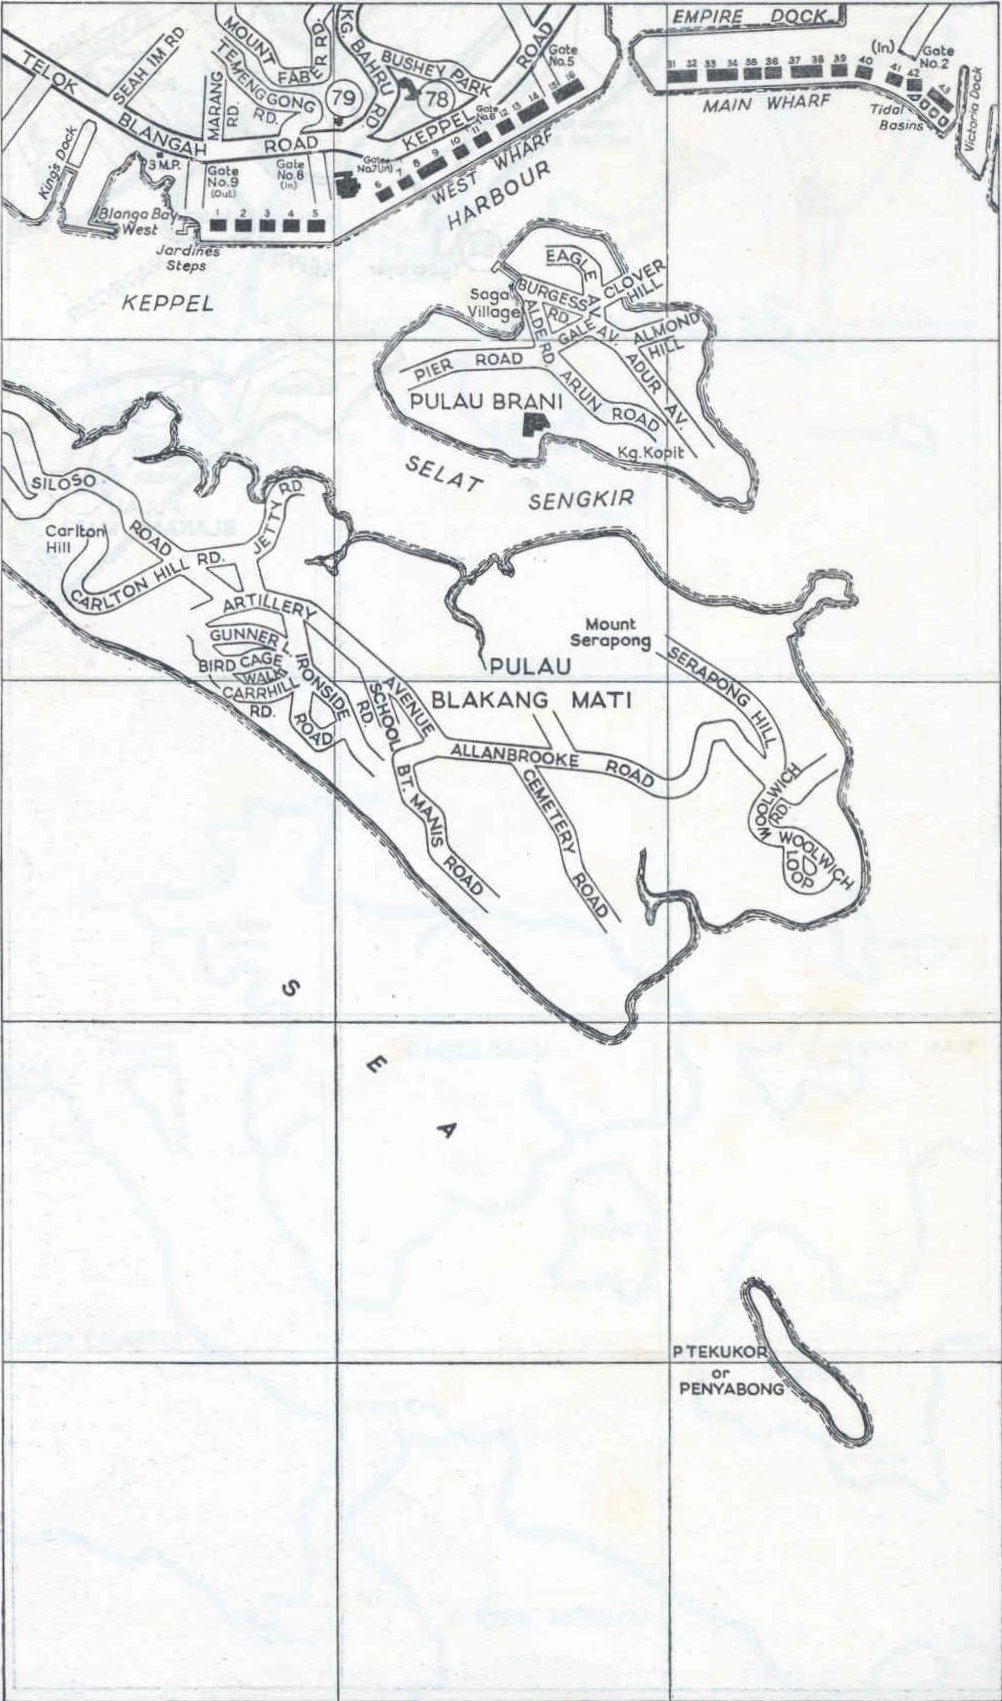 EMPIRE DOCK
KG. BAHRU RD.
MOUNT FABER RD.
ROAD
TELOK BLANGAH ROAD
SEAH IM RD
TEMENGGONG RD.
MARANG RD.
BUSHEY PARK
79
78
KEPPEL
Gate No.5
Gate No.6
Gate No.7(In)
Gate No.8 (In)
Gate No.9 (Out)
(In) Gate No.2
31 32 33 34 35 36 37 38 39 40 41 42 43
MAIN WHARF
Tidal Basins
Victoria Dock
6 7 8 9 10 11 12 13 14 15 16
WEST WHARF
HARBOUR
King's Dock
3 M.P.
Blanga Bay West
1 2 3 4 5
Jardines Steps
KEPPEL
EAGLE AVE
CLOVER HILL
BURGESS RD
Saga Village
ALDE RD
GALE AV.
ALMOND HILL
PIER ROAD
ADUR AV.
ARUN ROAD
PULAU BRANI
Kg.Kopit
SELAT SENGKIR
SILOSO ROAD
JETTY RD
Carlton Hill
CARLTON HILL RD.
ARTILLERY AVENUE
GUNNER L.
BIRD CAGE WALK
CARRHILL RD.
IRONSIDE ROAD
SCHOOL RD.
Mount Serapong
SERAPONG HILL
PULAU
BLAKANG MATI
ALLANBROOKE ROAD
BT. MANIS ROAD
CEMETERY ROAD
WOOLWICH RD.
WOOLWICH LOOP
S
E
A
P TEKUKOR
or
PENYABONG